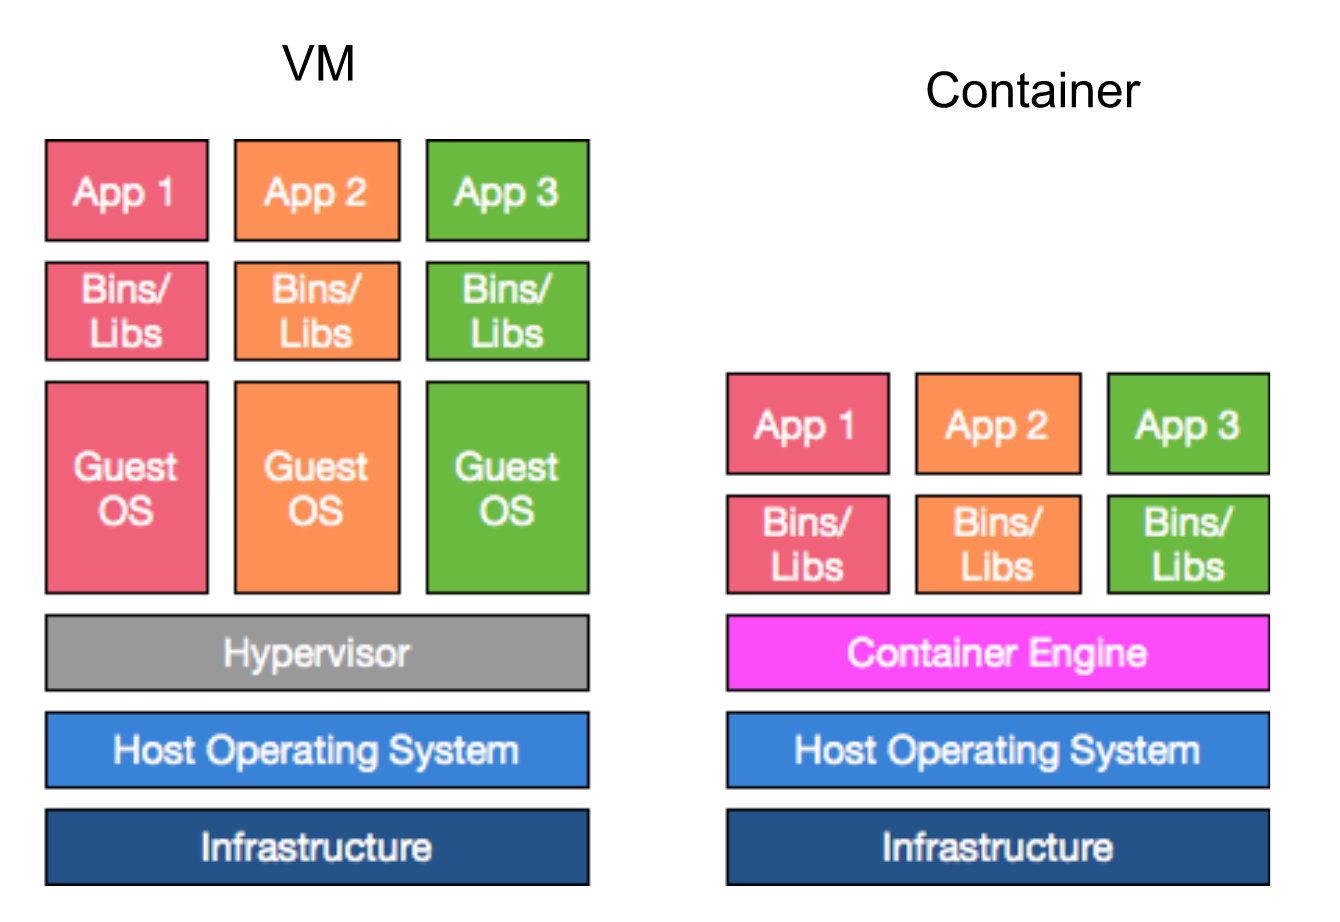 VM
App 1
App 2
App 3
Bins/
Libs
Bins/
Libs
Bins/
Libs
Guest
OS
Guest
OS
Guest
OS
Hypervisor
Host Operating System
Infrastructure
Container
App 1
App 2
App 3
Bins/
Libs
Bins/
Libs
Bins/
Libs
Container Engine
Host Operating System
Infrastructure